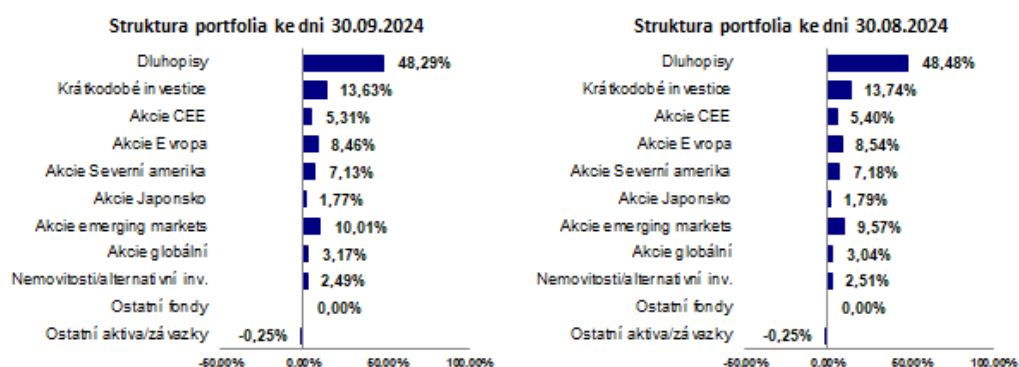 Struktura portfolia ke dni 30.09.2024
Dluhopisy 48,29%
Krátkodobé investice 13,63%
Akcie CEE 5,31%
Akcie Evropa 8,46%
Akcie Severní amerika 7,13%
Akcie Japonsko 1,77%
Akcie emerging markets 10,01%
Akcie globální 3,17%
Nemovitosti/alternativní inv. 2,49%
Ostatní fondy 0,00%
Ostatní aktiva/závazky -0,25%
-50.00% 0.00% 50.00% 100.00%
Struktura portfolia ke dni 30.08.2024
Dluhopisy 48,48%
Krátkodobé investice 13,74%
Akcie CEE 5,40%
Akcie Evropa 8,54%
Akcie Severní amerika 7,18%
Akcie Japonsko 1,79%
Akcie emerging markets 9,57%
Akcie globální 3,04%
Nemovitosti/alternativní inv. 2,51%
Ostatní fondy 0,00%
Ostatní aktiva/závazky -0,25%
-50.00% 0.00% 50.00% 100.00%